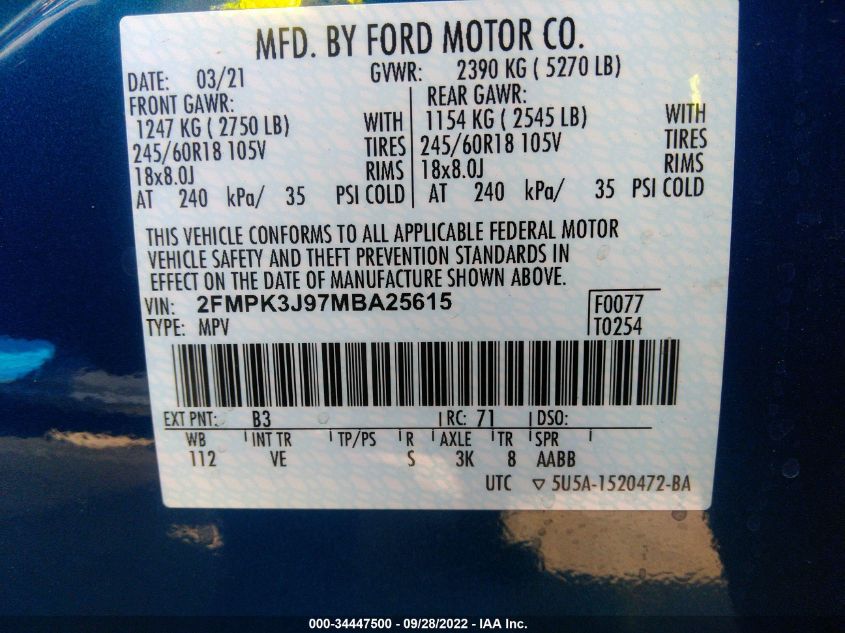 MFD. BY FORD MOTOR CO.
DATE: 03/21 GVWR: 2390 KG ( 5270 LB)
FRONT GAWR: REAR GAWR:
1247 KG ( 2750 LB) WITH 1154 KG ( 2545 LB) WITH
245/60R18 105V TIRES 245/60R18 105V TIRES
18x8.0J RIMS 18x8.0J RIMS
AT 240 kPa/ 35 PSI COLD AT 240 kPa/ 35 PSI COLD
THIS VEHICLE CONFORMS TO ALL APPLICABLE FEDERAL MOTOR
VEHICLE SAFETY AND THEFT PREVENTION STANDARDS IN
EFFECT ON THE DATE OF MANUFACTURE SHOWN ABOVE.
VIN: 2FMPK3J97MBA25615 F0077
TYPE: MPV T0254
EXT PNT: B3 RC: 71 DSO:
WB INT TR TP/PS R AXLE TR SPR
112 VE S 3K 8 AABB
UTC ▽ 5U5A-1520472-BA
000-34447500 - 09/28/2022 - IAA Inc.